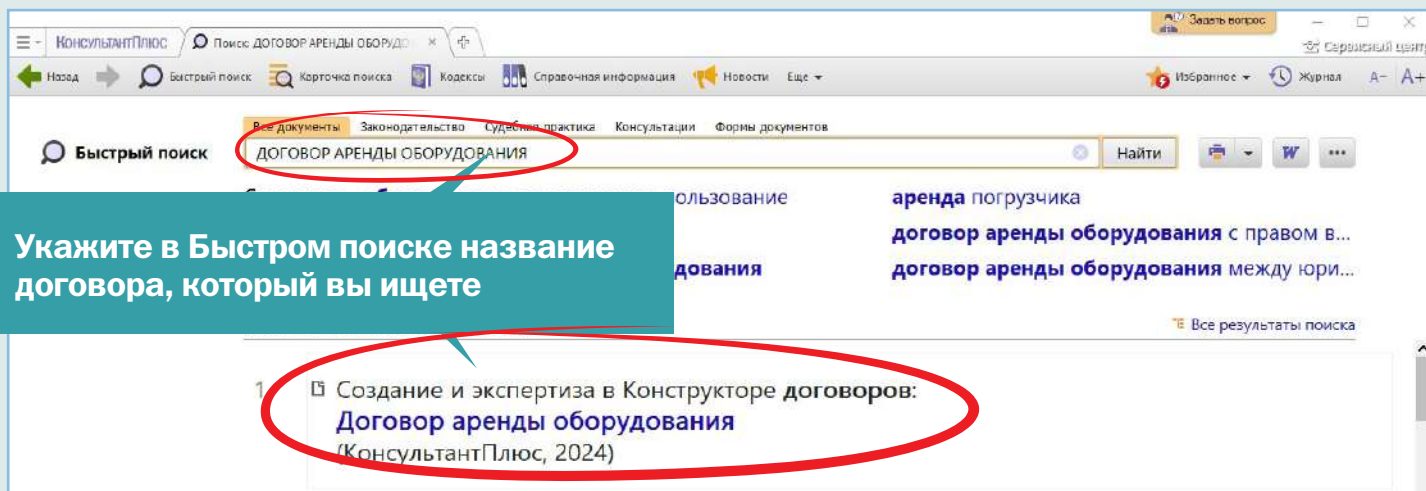 Задать вопрос
КонсультантПлюс
Поиск: ДОГОВОР АРЕНДЫ ОБОРУДО
Сервисный центр
Назад
Быстрый поиск
Карточка поиска
Кодексы
Справочная информация
Новости
Еще
Избранное
Журнал
А-
А+
Все документы Законодательство Судебная практика Консультации Формы документов
Быстрый поиск
ДОГОВОР АРЕНДЫ ОБОРУДОВАНИЯ
Найти
W
...
ользование
аренда погрузчика
договор аренды оборудования с правом в...
дования
договор аренды оборудования между юри...
Укажите в Быстром поиске название
договора, который вы ищете
Все результаты поиска
1
Создание и экспертиза в Конструкторе договоров:
Договор аренды оборудования
(КонсультантПлюс, 2024)